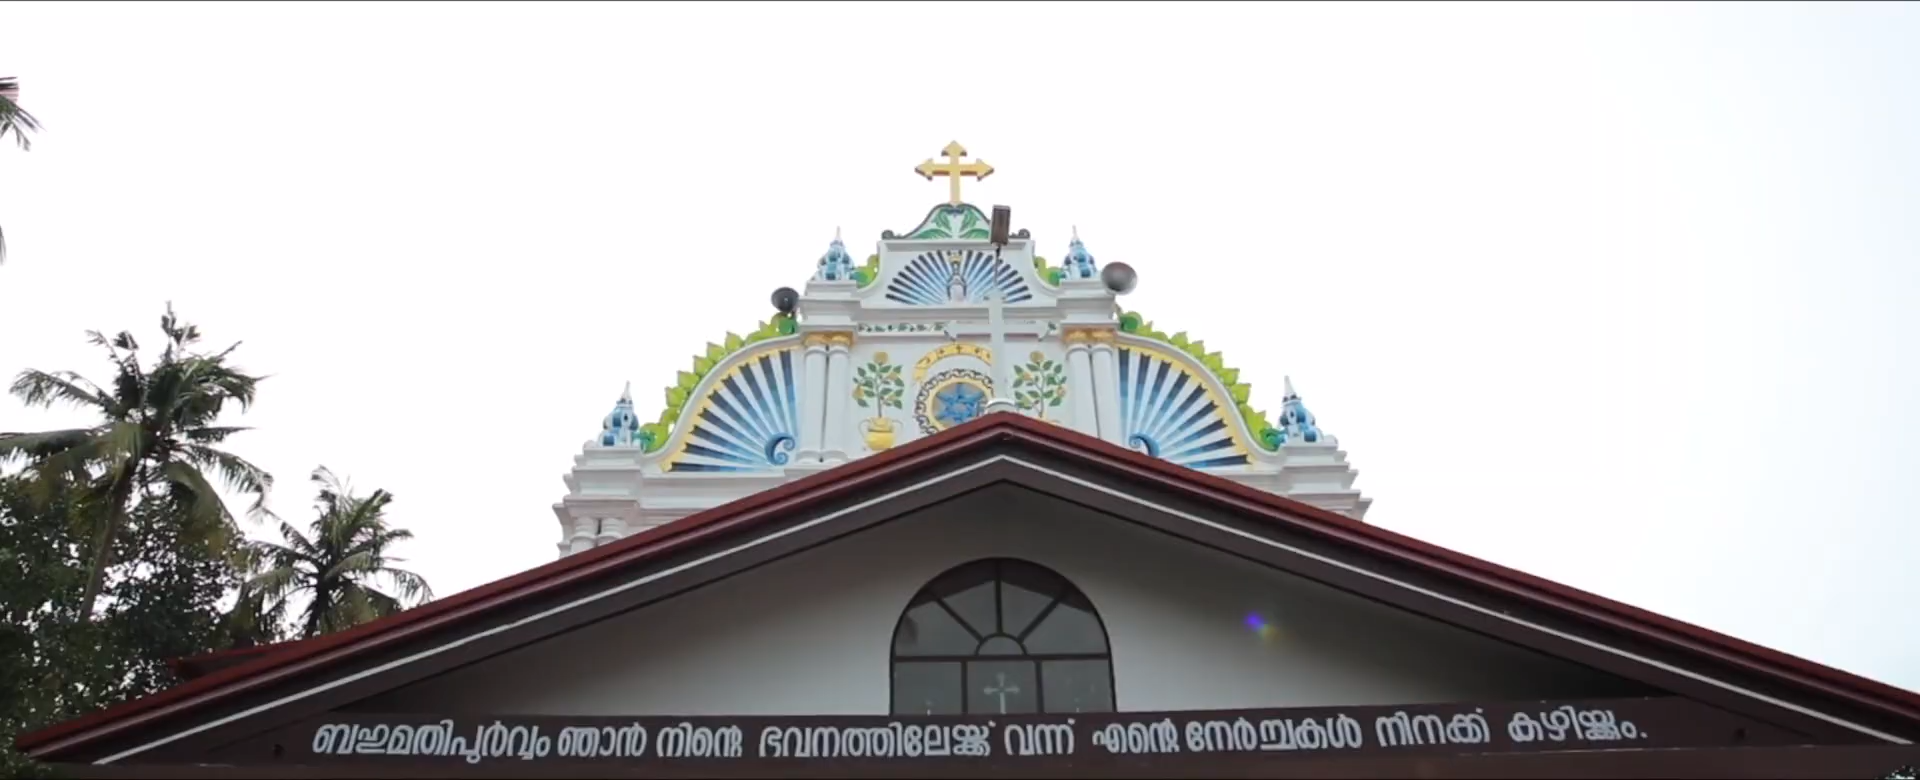 ബഹുമതിപൂർവ്വം ഞാൻ നിന്റെ ഭവനത്തിലേയ്ക്ക് വന്ന് എന്റെ നേർച്ചകൾ നിനക്ക് കഴിയ്ക്കും.